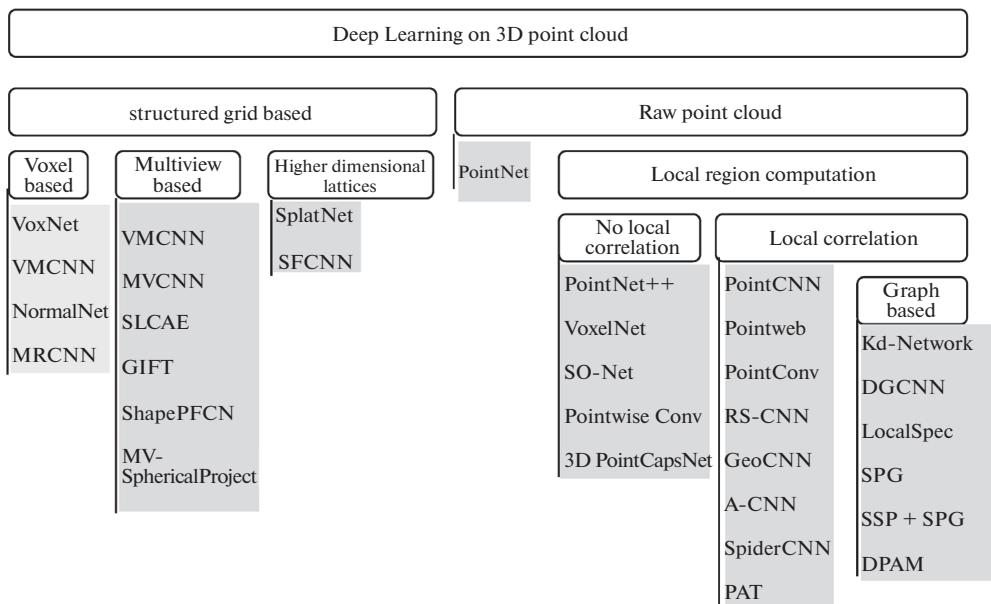 Deep Learning on 3D point cloud
structured grid based
Raw point cloud
Voxel
based
Multiview
based
Higher dimensional
lattices
PointNet
Local region computation
No local
correlation
Local correlation
Graph
based
VoxNet
VMCNN
NormalNet
MRCNN
VMCNN
MVCNN
SLCAE
GIFT
ShapePFCN
MV-
SphericalProject
SplatNet
SFCNN
PointNet++
VoxelNet
SO-Net
Pointwise Conv
3D PointCapsNet
PointCNN
Pointweb
PointConv
RS-CNN
GeoCNN
A-CNN
SpiderCNN
PAT
Kd-Network
DGCNN
LocalSpec
SPG
SSP + SPG
DPAM